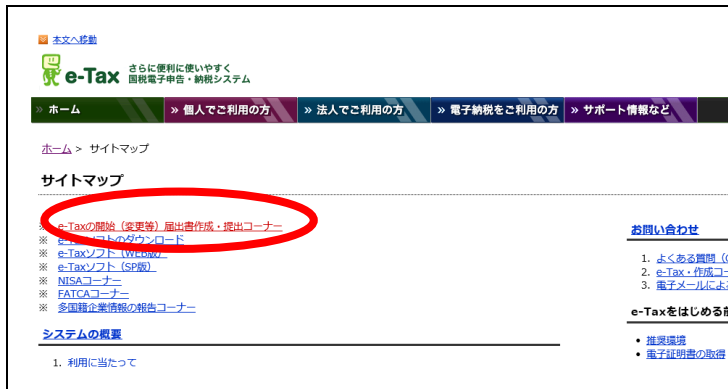 本文へ移動
e-Tax さらに便利に使いやすく
国税電子申告・納税システム
» ホーム » 個人でご利用の方 » 法人でご利用の方 » 電子納税をご利用の方 » サポート情報など
ホーム > サイトマップ
サイトマップ
※ e-Taxの開始（変更等）届出書作成・提出コーナー
※ e-Taxソフトのダウンロード
※ e-Taxソフト（WEB版）
※ e-Taxソフト（SP版）
※ NISAコーナー
※ FATCAコーナー
※ 多国籍企業情報の報告コーナー
システムの概要
1. 利用に当たって
お問い合わせ
1. よくある質問（
2. e-Tax・作成コー
3. 電子メールによ
e-Taxをはじめる
• 推奨環境
• 電子証明書の取得